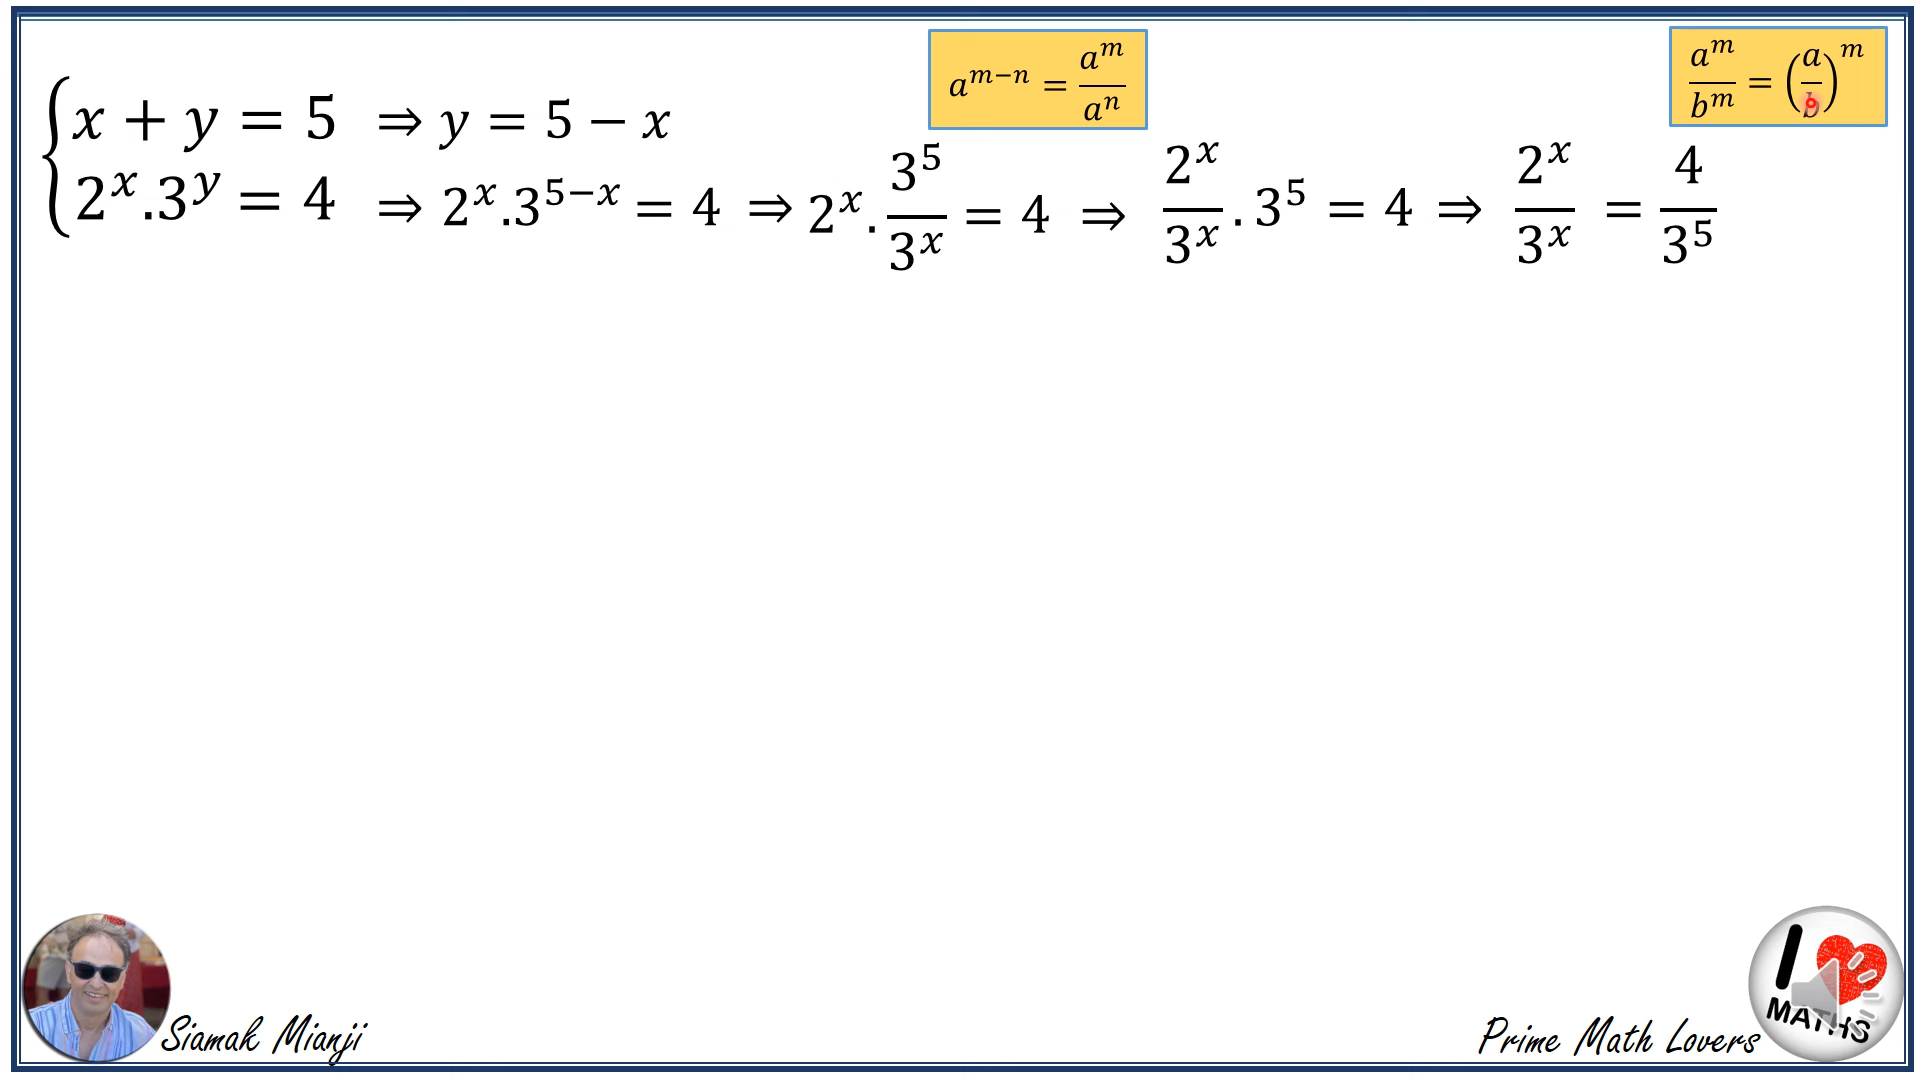 a^{m−n} = a^m / a^n
a^m / b^m = (a / b)^m
{ x + y = 5 ⇒ y = 5 − x
2^x.3^y = 4 ⇒ 2^x.3^{5−x} = 4 ⇒ 2^x. 3^5 / 3^x = 4 ⇒ 2^x / 3^x . 3^5 = 4 ⇒ 2^x / 3^x = 4 / 3^5
Siamak Mianji
Prime Math Lovers
I
MATHS